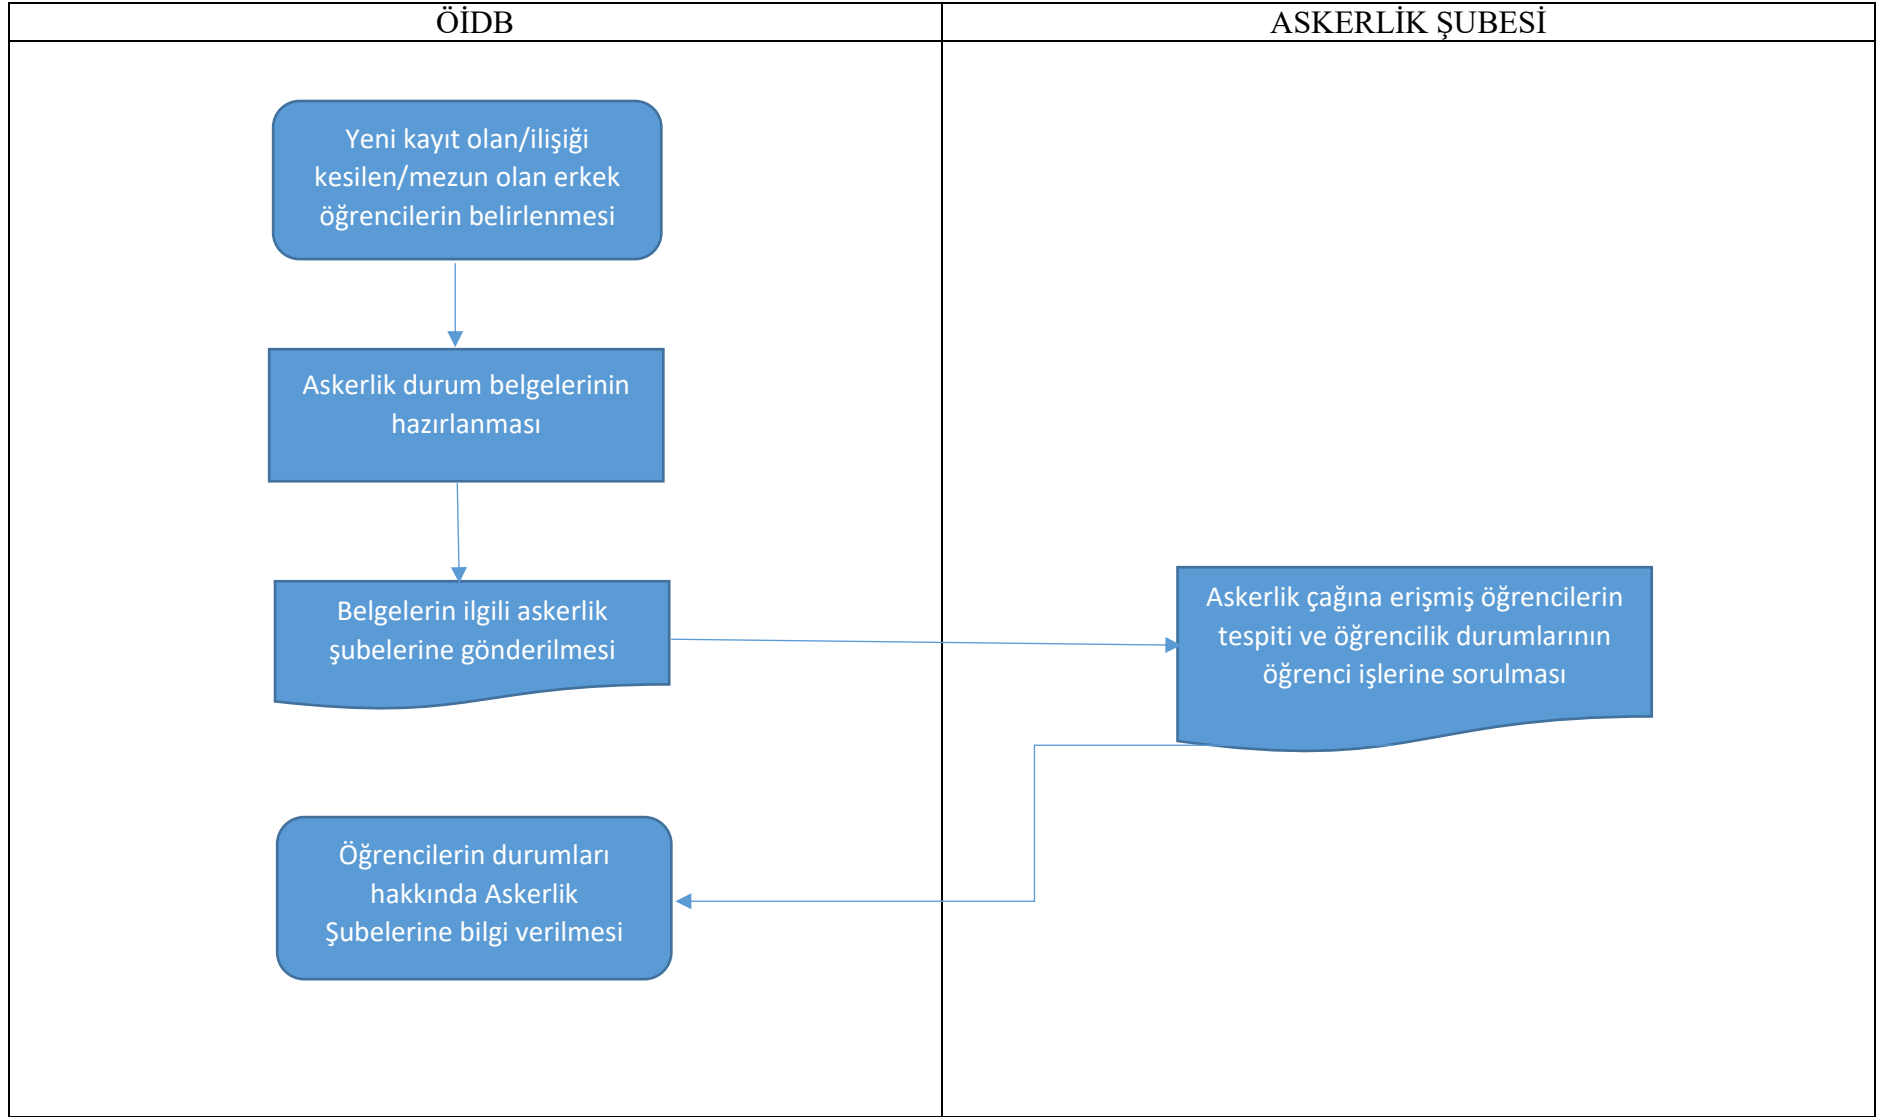 ÖİDB
ASKERLİK ŞUBESİ
Yeni kayıt olan/ilişiği
kesilen/mezun olan erkek
öğrencilerin belirlenmesi
Askerlik durum belgelerinin
hazırlanması
Belgelerin ilgili askerlik
şubelerine gönderilmesi
Askerlik çağına erişmiş öğrencilerin
tespiti ve öğrencilik durumlarının
öğrenci işlerine sorulması
Öğrencilerin durumları
hakkında Askerlik
Şubelerine bilgi verilmesi